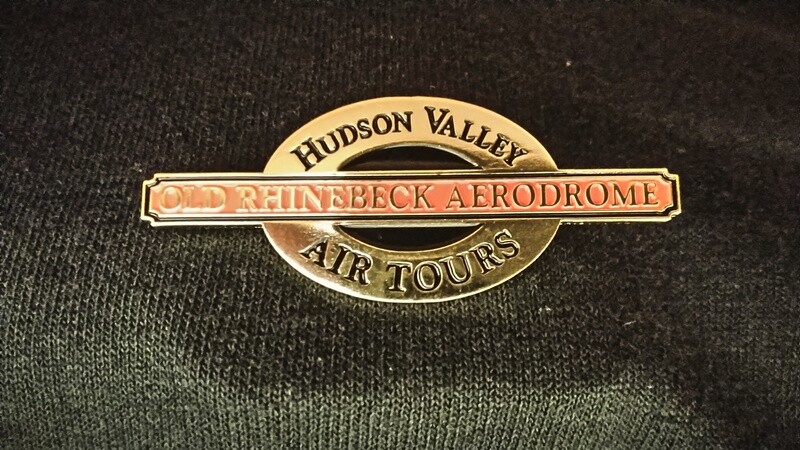 HUDSON VALLEY
OLD RHINEBECK AERODROME
AIR TOURS